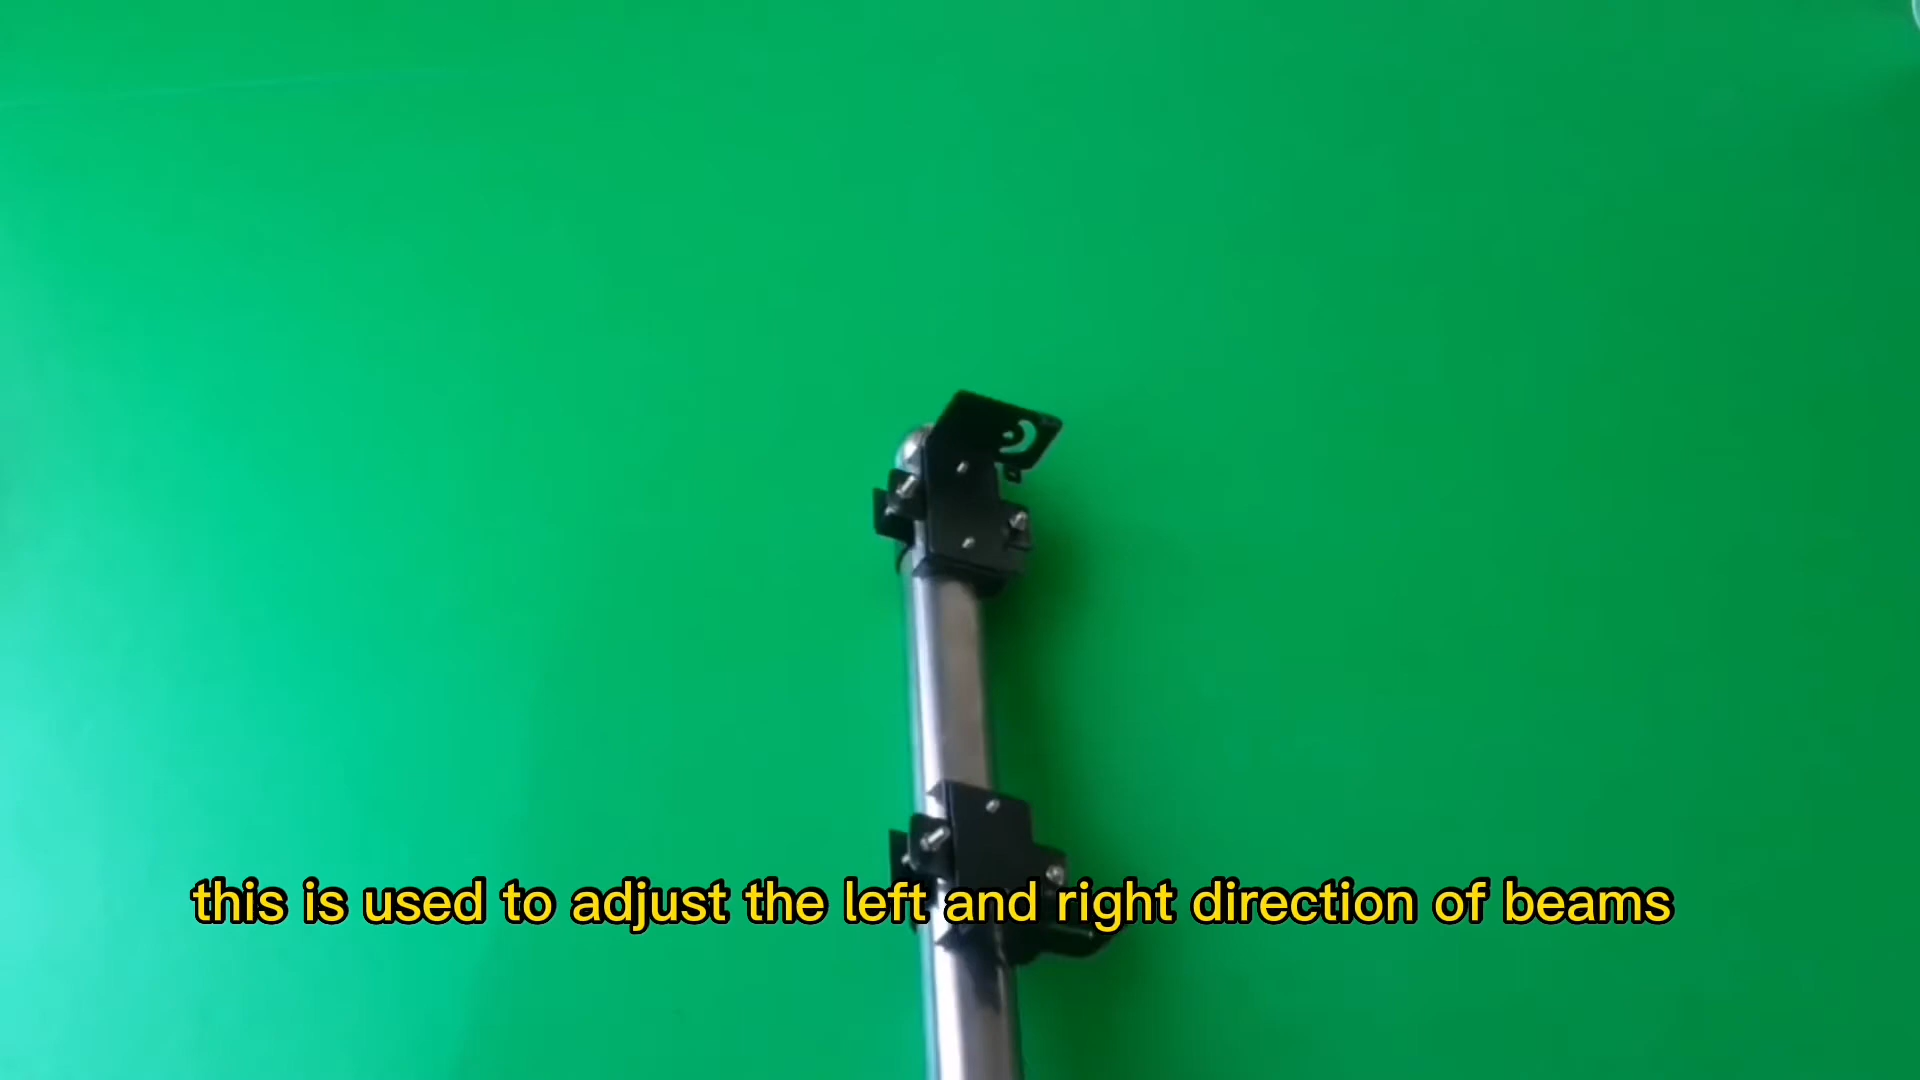 this is used to adjust the left and right direction of beams